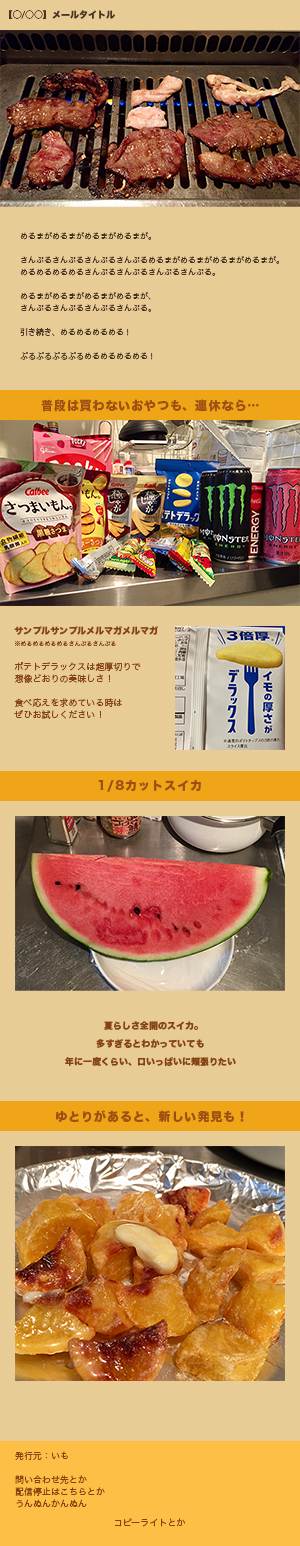 【○/○○】メールタイトル
めるまがめるまがめるまがめるまが。
さんぷるさんぷるさんぷるさんぷるめるまがめるまがめるまがめるまが。
めるめるめるめるさんぷるさんぷるさんぷるさんぷる。
めるまがめるまがめるまがめるまが、
さんぷるさんぷるさんぷるさんぷる。
引き続き、めるめるめるめる！
ぷるぷるぷるぷるめるめるめるめる！
普段は買わないおやつも、連休なら…
Calbee
さつまいもん。
黒糖さつま
ポテトデラックス
MONSTER
ENERGY
ENERGY
MONSTER
サンプルサンプルメルマガメルマガ
※めるめるめるめるさんぷるさんぷる
ポテトデラックスは超厚切りで
想像どおりの美味しさ！
食べ応えを求めている時は
ぜひお試しください！
3倍厚
イモの厚さが
デラックス
1/8カットスイカ
夏らしさ全開のスイカ。
多すぎるとわかっていても
年に一度くらい、口いっぱいに頬張りたい
ゆとりがあると、新しい発見も！
発行元：いも
問い合わせ先とか
配信停止はこちらとか
うんぬんかんぬん
コピーライトとか